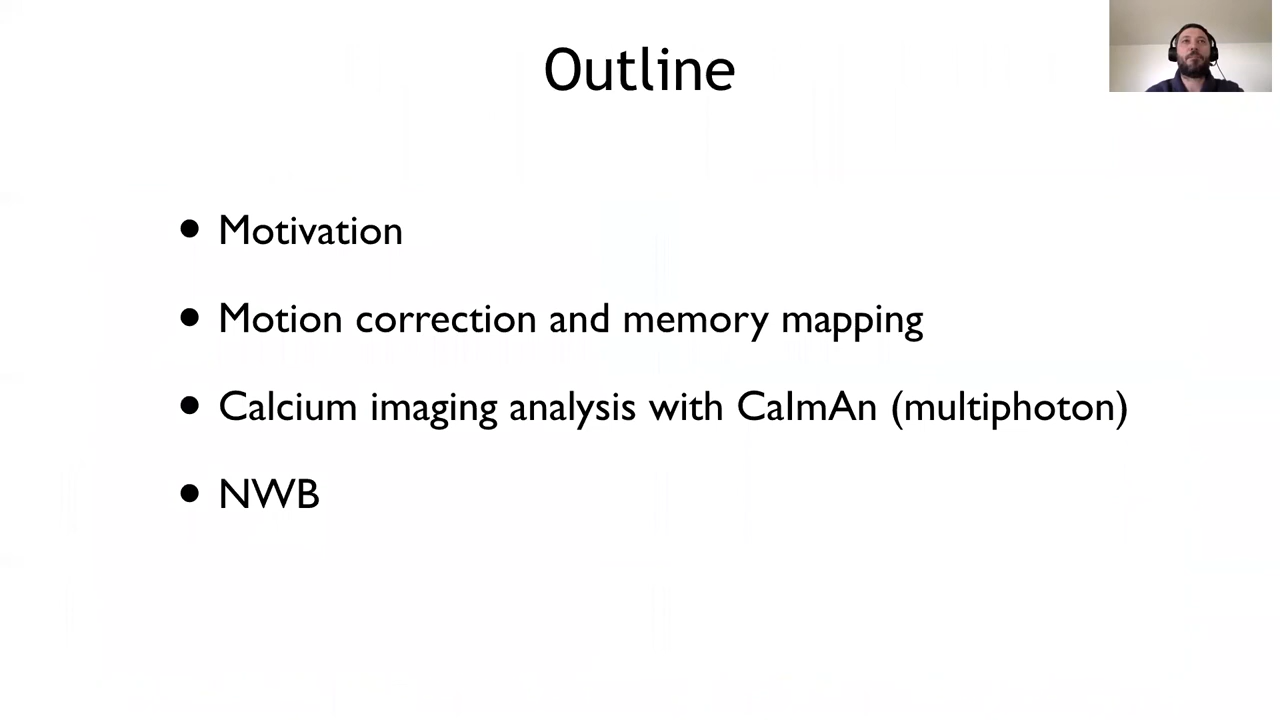 Outline
• Motivation
• Motion correction and memory mapping
• Calcium imaging analysis with CaImAn (multiphoton)
• NWB